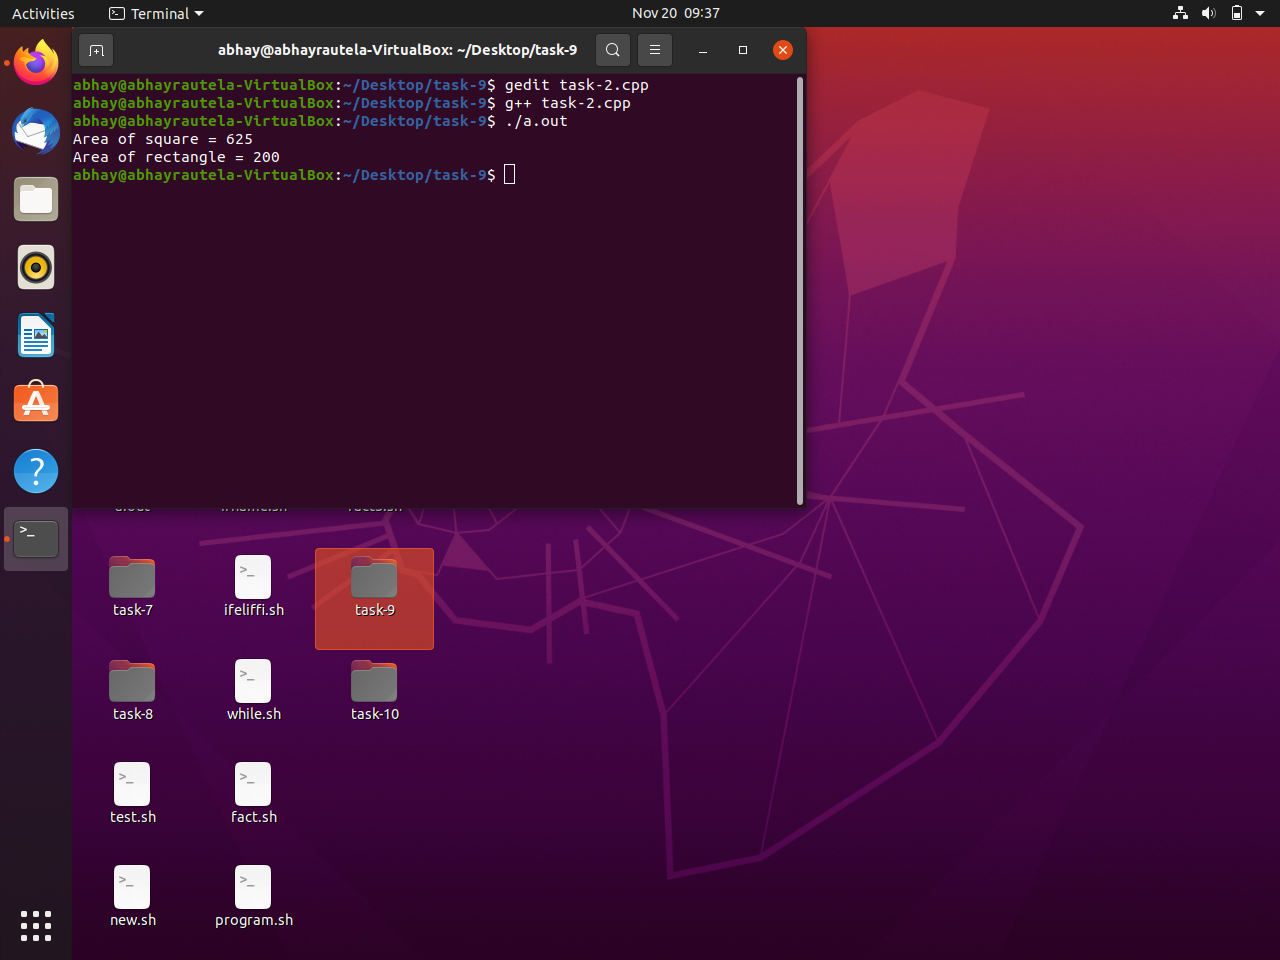 Activities
Terminal
Nov 20 09:37
abhay@abhayrautela-VirtualBox: ~/Desktop/task-9
abhay@abhayrautela-VirtualBox:~/Desktop/task-9$ gedit task-2.cpp
abhay@abhayrautela-VirtualBox:~/Desktop/task-9$ g++ task-2.cpp
abhay@abhayrautela-VirtualBox:~/Desktop/task-9$ ./a.out
Area of square = 625
Area of rectangle = 200
abhay@abhayrautela-VirtualBox:~/Desktop/task-9$
task-7
ifeliffi.sh
task-9
task-8
while.sh
task-10
test.sh
fact.sh
new.sh
program.sh